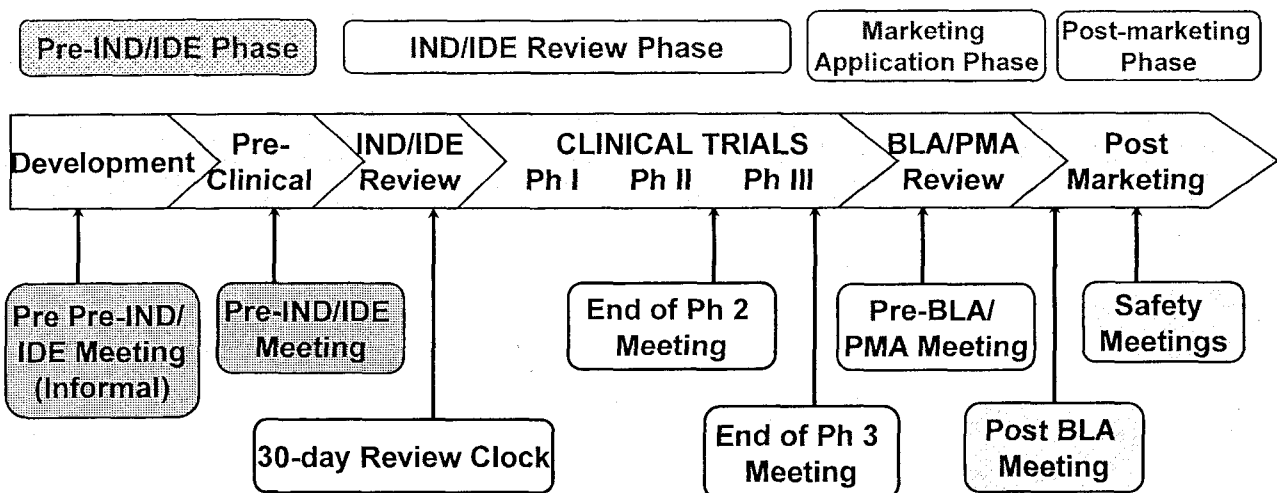 Pre-IND/IDE Phase
IND/IDE Review Phase
Marketing
Application Phase
Post-marketing
Phase
Development
Pre-
Clinical
IND/IDE
Review
CLINICAL TRIALS
Ph I Ph II Ph III
BLA/PMA
Review
Post
Marketing
Pre Pre-IND/
IDE Meeting
(Informal)
Pre-IND/IDE
Meeting
30-day Review Clock
End of Ph 2
Meeting
End of Ph 3
Meeting
Pre-BLA/
PMA Meeting
Post BLA
Meeting
Safety
Meetings